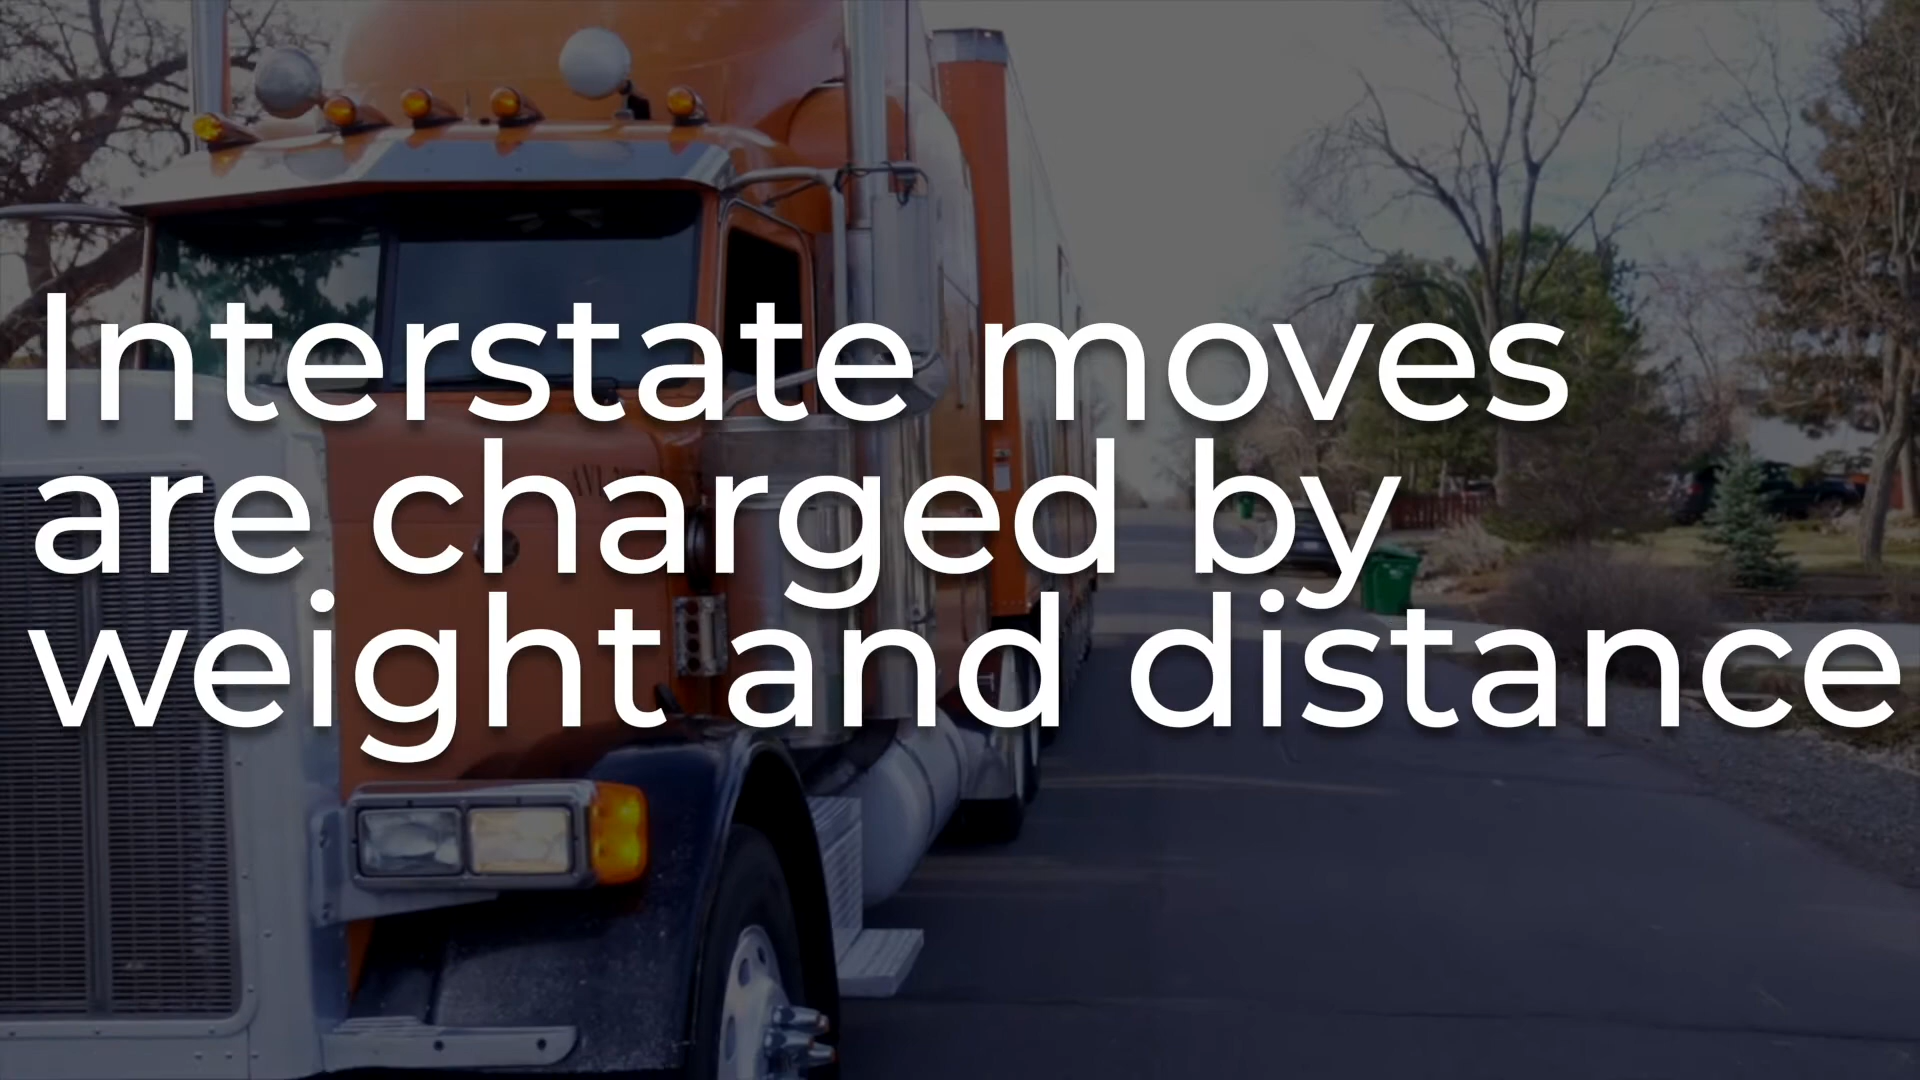 Interstate moves
are charged by
weight and distance